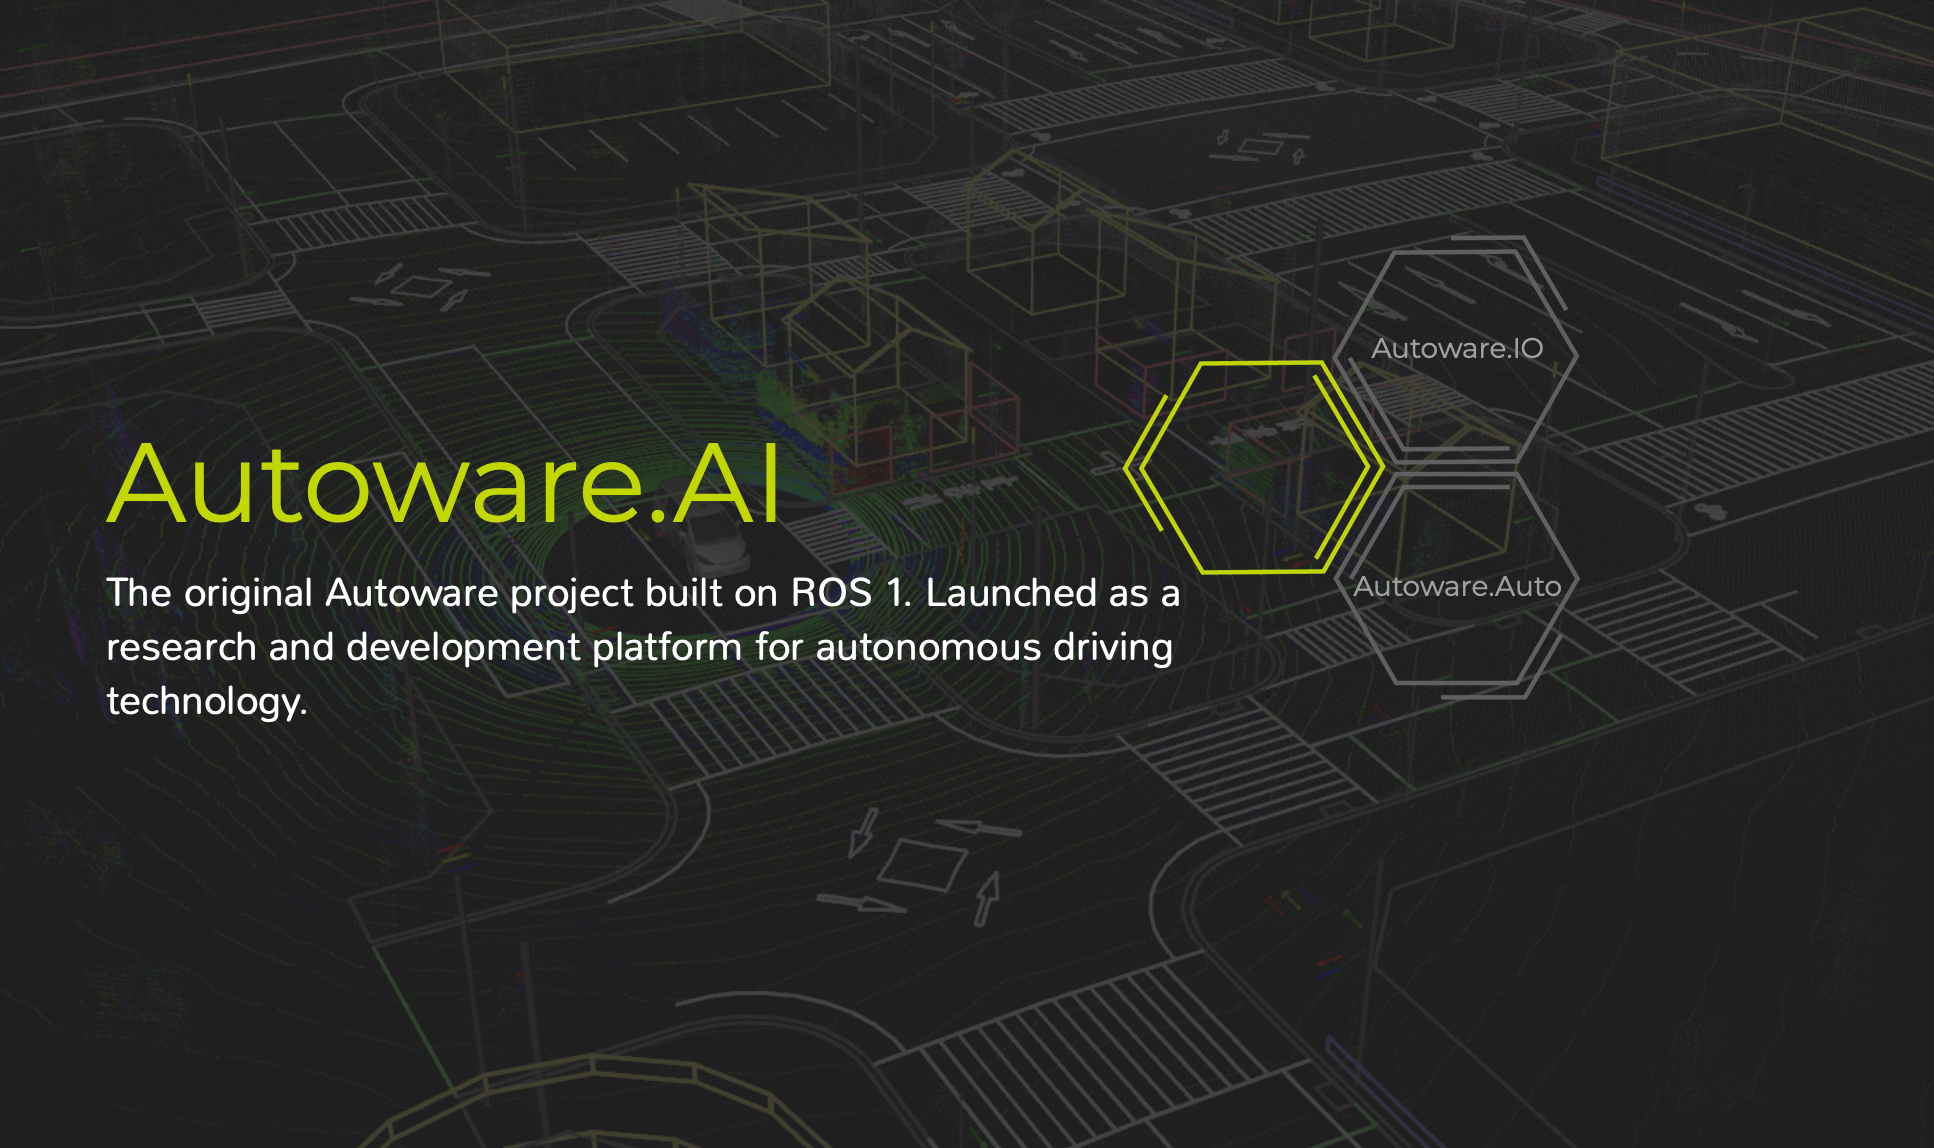 Autoware.AI
The original Autoware project built on ROS 1. Launched as a
research and development platform for autonomous driving
technology.
Autoware.IO
Autoware.Auto